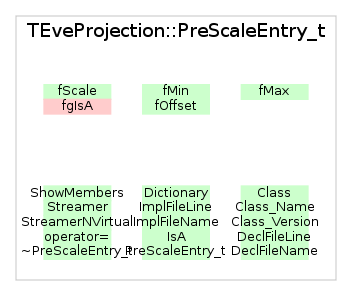 TEveProjection::PreScaleEntry_t
fScale fMin fMax
fgIsA fOffset
ShowMembers Dictionary Class
Streamer ImplFileLine Class_Name
StreamerNVirtual ImplFileName Class_Version
operator= IsA DeclFileLine
~PreScaleEntry_t PreScaleEntry_t DeclFileName